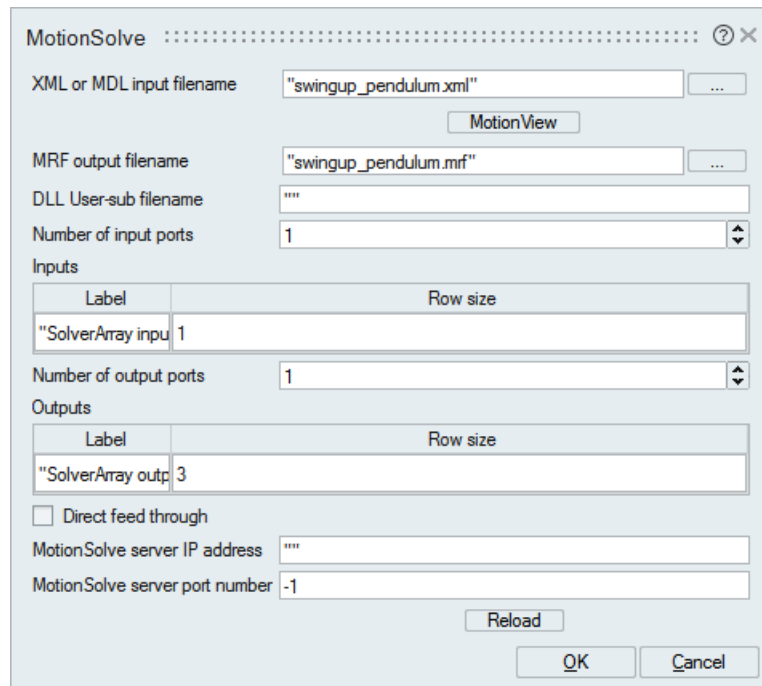 MotionSolve
XML or MDL input filename "swingup_pendulum.xml" ...
MotionView
MRF output filename "swingup_pendulum.mrf" ...
DLL User-sub filename ""
Number of input ports 1
Inputs
Label Row size
"SolverArray inpu 1
Number of output ports 1
Outputs
Label Row size
"SolverArray outp 3
Direct feed through
MotionSolve server IP address ""
MotionSolve server port number -1
Reload
OK Cancel